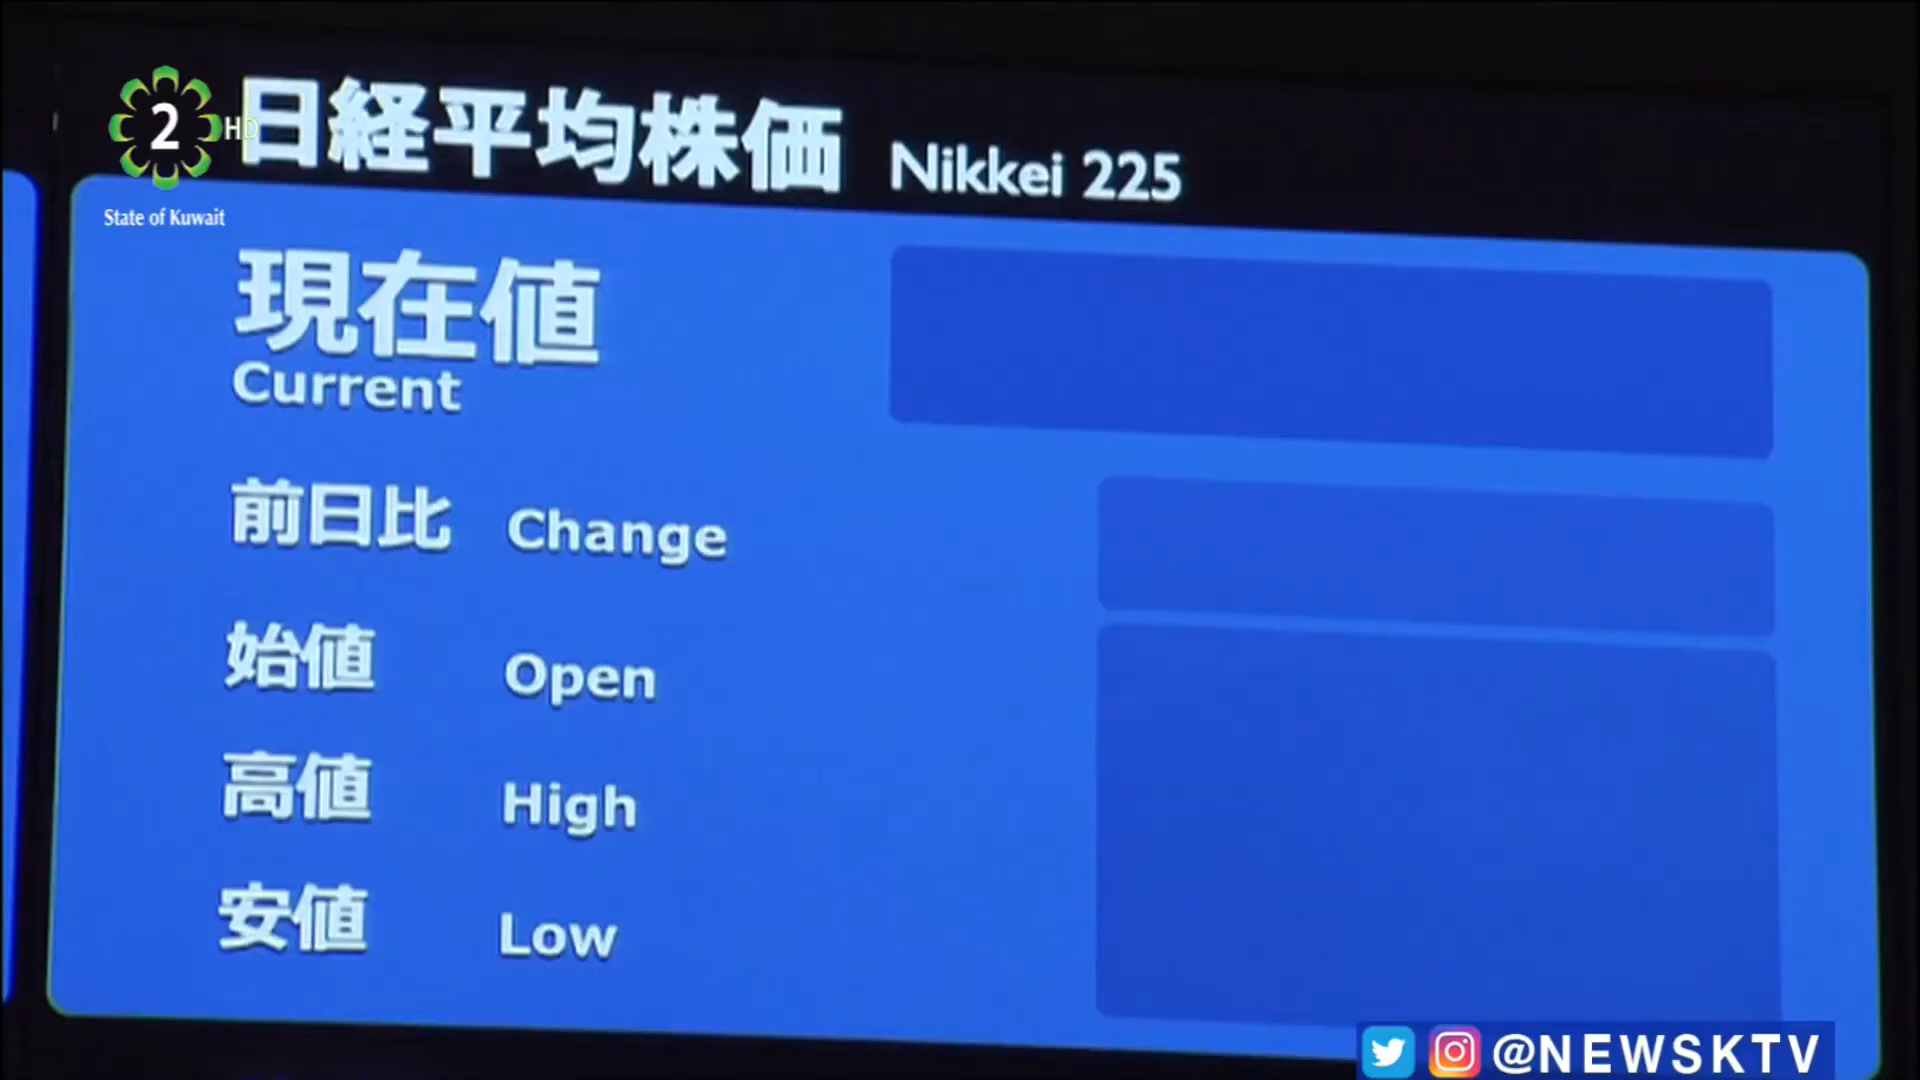 2 HD
State of Kuwait
日経平均株価 Nikkei 225
現在値
Current
前日比 Change
始値 Open
高値 High
安値 Low
@NEWSKTV